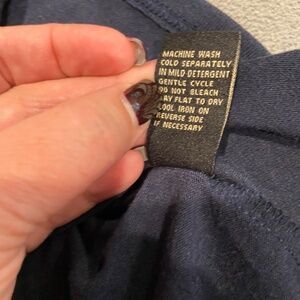 MACHINE WASH
COLD SEPARATELY
IN MILD DETERGENT
GENTLE CYCLE
DO NOT BLEACH
LAY FLAT TO DRY
COOL IRON ON
REVERSE SIDE
IF NECESSARY